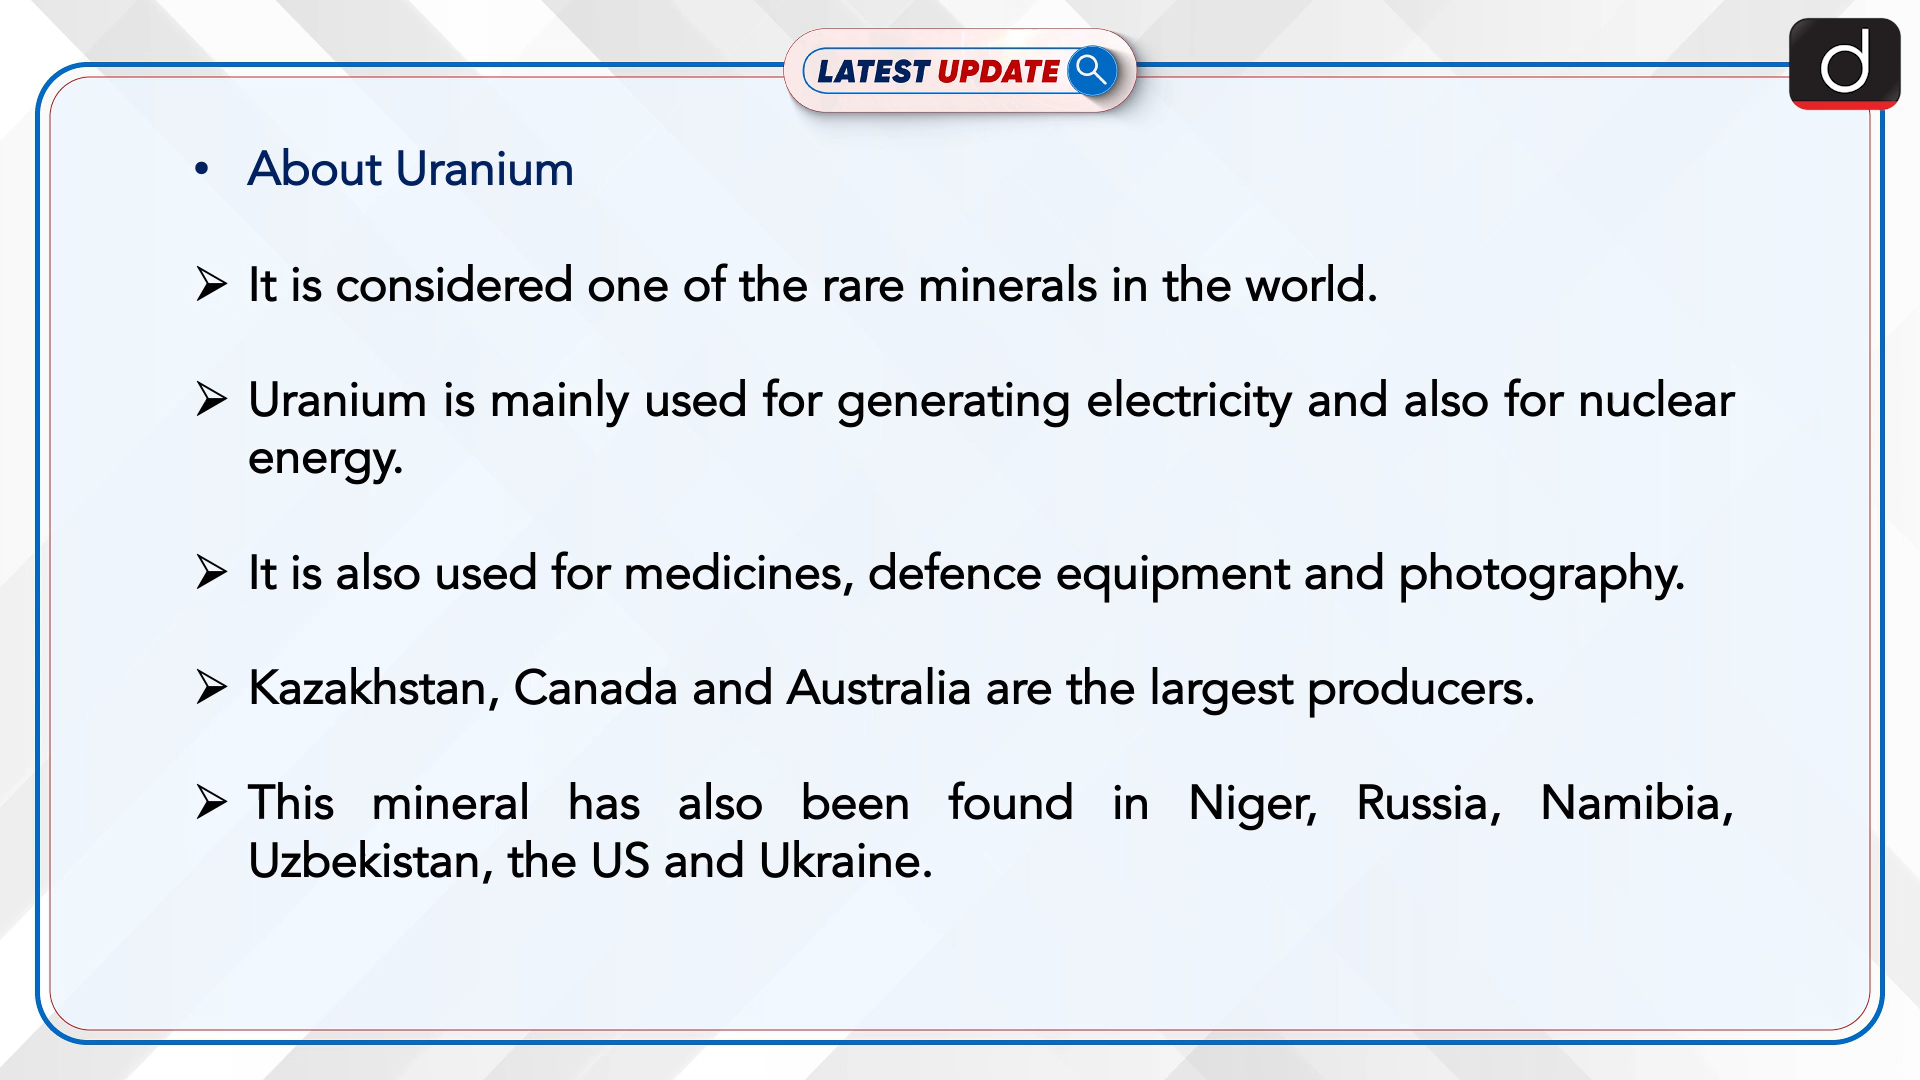 LATEST UPDATE
d
• About Uranium
➢ It is considered one of the rare minerals in the world.
➢ Uranium is mainly used for generating electricity and also for nuclear
energy.
➢ It is also used for medicines, defence equipment and photography.
➢ Kazakhstan, Canada and Australia are the largest producers.
➢ This mineral has also been found in Niger, Russia, Namibia,
Uzbekistan, the US and Ukraine.